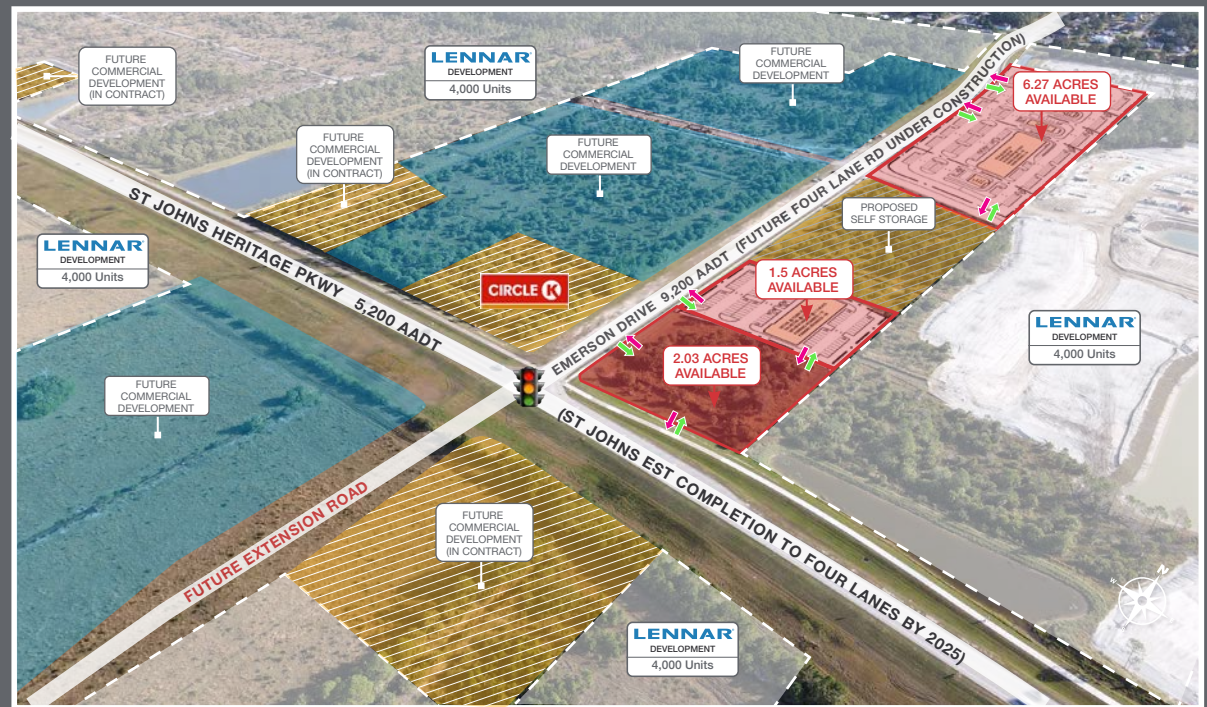 FUTURE
COMMERCIAL
DEVELOPMENT
(IN CONTRACT)
LENNAR
DEVELOPMENT
4,000 Units
FUTURE
COMMERCIAL
DEVELOPMENT
6.27 ACRES
AVAILABLE
FUTURE
COMMERCIAL
DEVELOPMENT
(IN CONTRACT)
FUTURE
COMMERCIAL
DEVELOPMENT
PROPOSED
SELF STORAGE
ST JOHNS HERITAGE PKWY 5,200 AADT
EMERSON DRIVE 9,200 AADT (FUTURE FOUR LANE RD UNDER CONSTRUCTION)
LENNAR
DEVELOPMENT
4,000 Units
CIRCLE K
1.5 ACRES
AVAILABLE
LENNAR
DEVELOPMENT
4,000 Units
2.03 ACRES
AVAILABLE
FUTURE
COMMERCIAL
DEVELOPMENT
(ST JOHNS EST COMPLETION TO FOUR LANES BY 2025)
FUTURE EXTENSION ROAD
FUTURE
COMMERCIAL
DEVELOPMENT
(IN CONTRACT)
LENNAR
DEVELOPMENT
4,000 Units
N